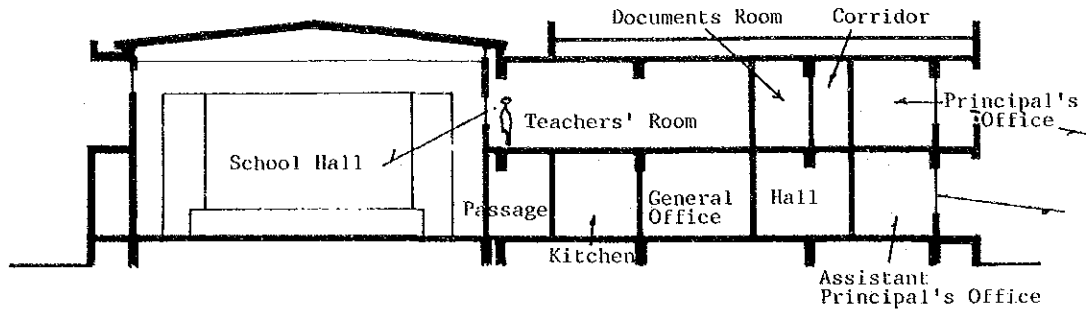 Documents Room
Corridor
Principal's
Office
Teachers' Room
School Hall
Passage
General
Office
Hall
Kitchen
Assistant
Principal's Office